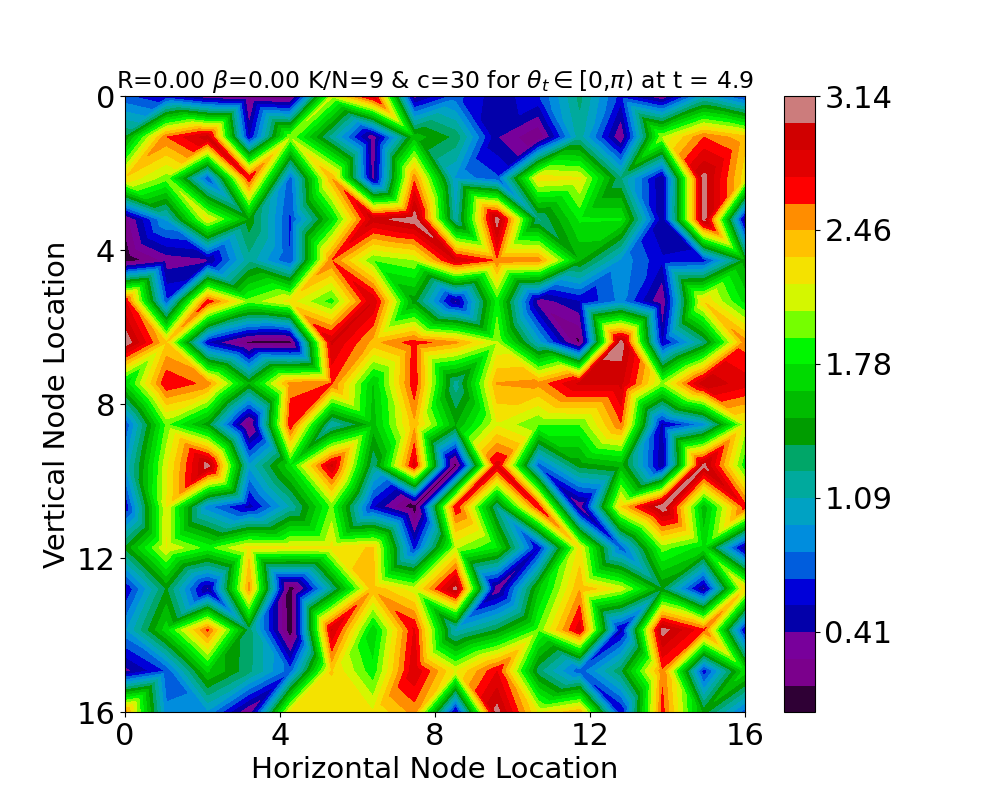 R=0.00 β=0.00 K/N=9 & c=30 for θₜ∈[0,π) at t = 4.9
0
4
8
12
16
0 4 8 12 16
Vertical Node Location
Horizontal Node Location
3.14
2.46
1.78
1.09
0.41